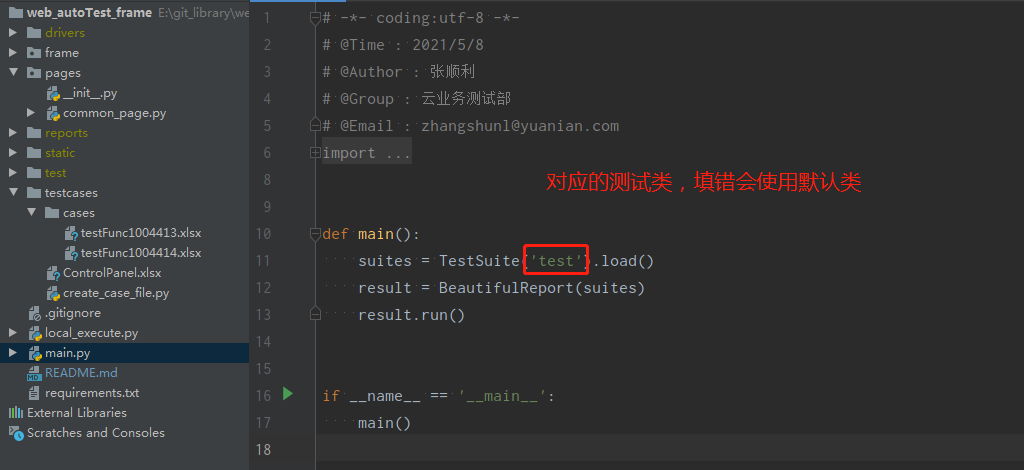 web_autoTest_frame E:\git_library\we
drivers
frame
pages
__init__.py
common_page.py
reports
static
test
testcases
cases
testFunc1004413.xlsx
testFunc1004414.xlsx
ControlPanel.xlsx
create_case_file.py
.gitignore
local_execute.py
main.py
README.md
requirements.txt
External Libraries
Scratches and Consoles
1 # -*- coding:utf-8 -*-
2 # @Time : 2021/5/8
3 # @Author : 张顺利
4 # @Group : 云业务测试部
5 # @Email : zhangshunl@yuanian.com
6 import ...
8
对应的测试类，填错会使用默认类
9
10 def main():
11 suites = TestSuite('test').load()
12 result = BeautifulReport(suites)
13 result.run()
14
15
16 if __name__ == '__main__':
17 main()
18